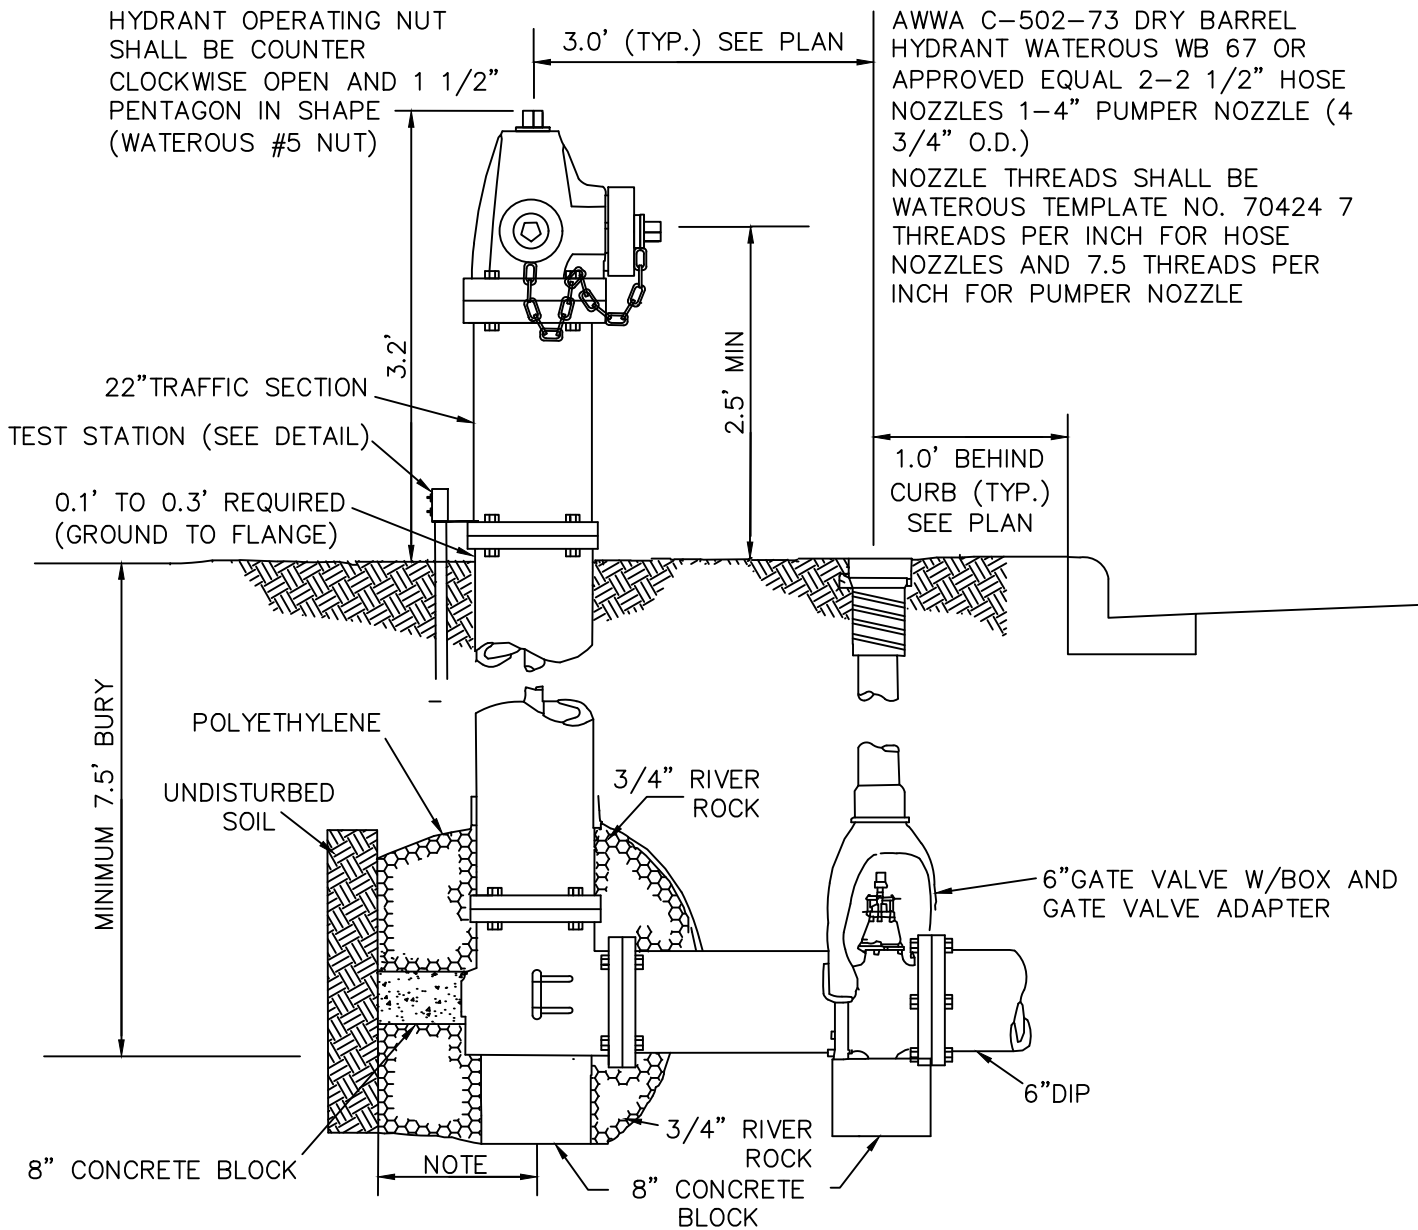 HYDRANT OPERATING NUT
SHALL BE COUNTER
CLOCKWISE OPEN AND 1 1/2”
PENTAGON IN SHAPE
(WATEROUS #5 NUT)
3.0’ (TYP.) SEE PLAN
AWWA C-502-73 DRY BARREL
HYDRANT WATEROUS WB 67 OR
APPROVED EQUAL 2-2 1/2” HOSE
NOZZLES 1-4” PUMPER NOZZLE (4
3/4” O.D.)
NOZZLE THREADS SHALL BE
WATEROUS TEMPLATE NO. 70424 7
THREADS PER INCH FOR HOSE
NOZZLES AND 7.5 THREADS PER
INCH FOR PUMPER NOZZLE
3.2’
2.5’ MIN
22”TRAFFIC SECTION
TEST STATION (SEE DETAIL)
0.1’ TO 0.3’ REQUIRED
(GROUND TO FLANGE)
1.0’ BEHIND
CURB (TYP.)
SEE PLAN
MINIMUM 7.5’ BURY
POLYETHYLENE
UNDISTURBED
SOIL
3/4” RIVER
ROCK
6”GATE VALVE W/BOX AND
GATE VALVE ADAPTER
6”DIP
3/4” RIVER
ROCK
8” CONCRETE BLOCK
NOTE
8” CONCRETE
BLOCK